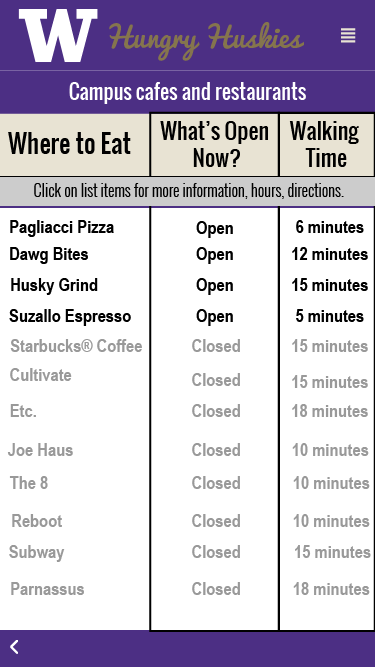 W Hungry Huskies
Campus cafes and restaurants
Where to Eat What's Open Now? Walking Time
Click on list items for more information, hours, directions.
Pagliacci Pizza Open 6 minutes
Dawg Bites Open 12 minutes
Husky Grind Open 15 minutes
Suzallo Espresso Open 5 minutes
Starbucks® Coffee Closed 15 minutes
Cultivate Closed 15 minutes
Etc. Closed 18 minutes
Joe Haus Closed 10 minutes
The 8 Closed 10 minutes
Reboot Closed 10 minutes
Subway Closed 15 minutes
Parnassus Closed 18 minutes